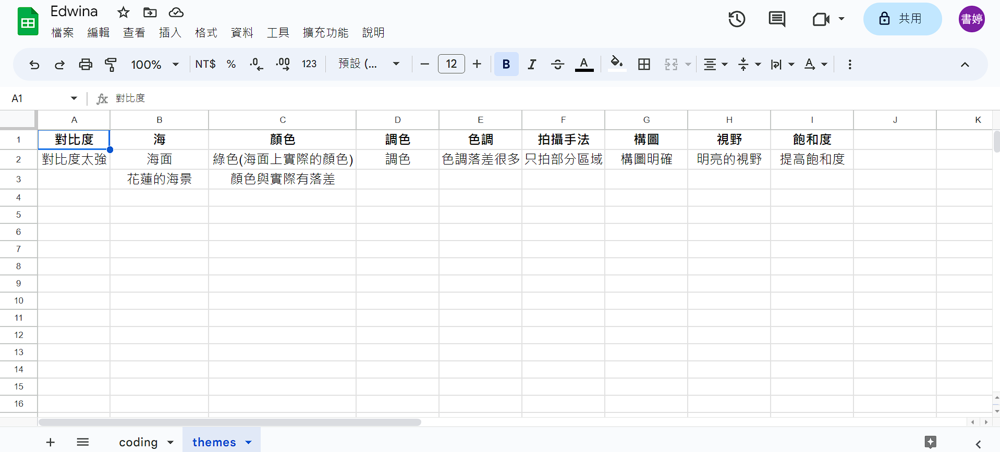 Edwina
檔案 編輯 查看 插入 格式 資料 工具 擴充功能 說明
共用
書婷
100% NT$ % .0 .00 123 預設 (... 12 B I A
A1 fx 對比度
A B C D E F G H I J K
1 對比度 海 顏色 調色 色調 拍攝手法 構圖 視野 飽和度
2 對比度太強 海面 綠色(海面上實際的顏色) 調色 色調落差很多 只拍部分區域 構圖明確 明亮的視野 提高飽和度
3 花蓮的海景 顏色與實際有落差
4
5
6
7
8
9
10
11
12
13
14
15
16
coding themes